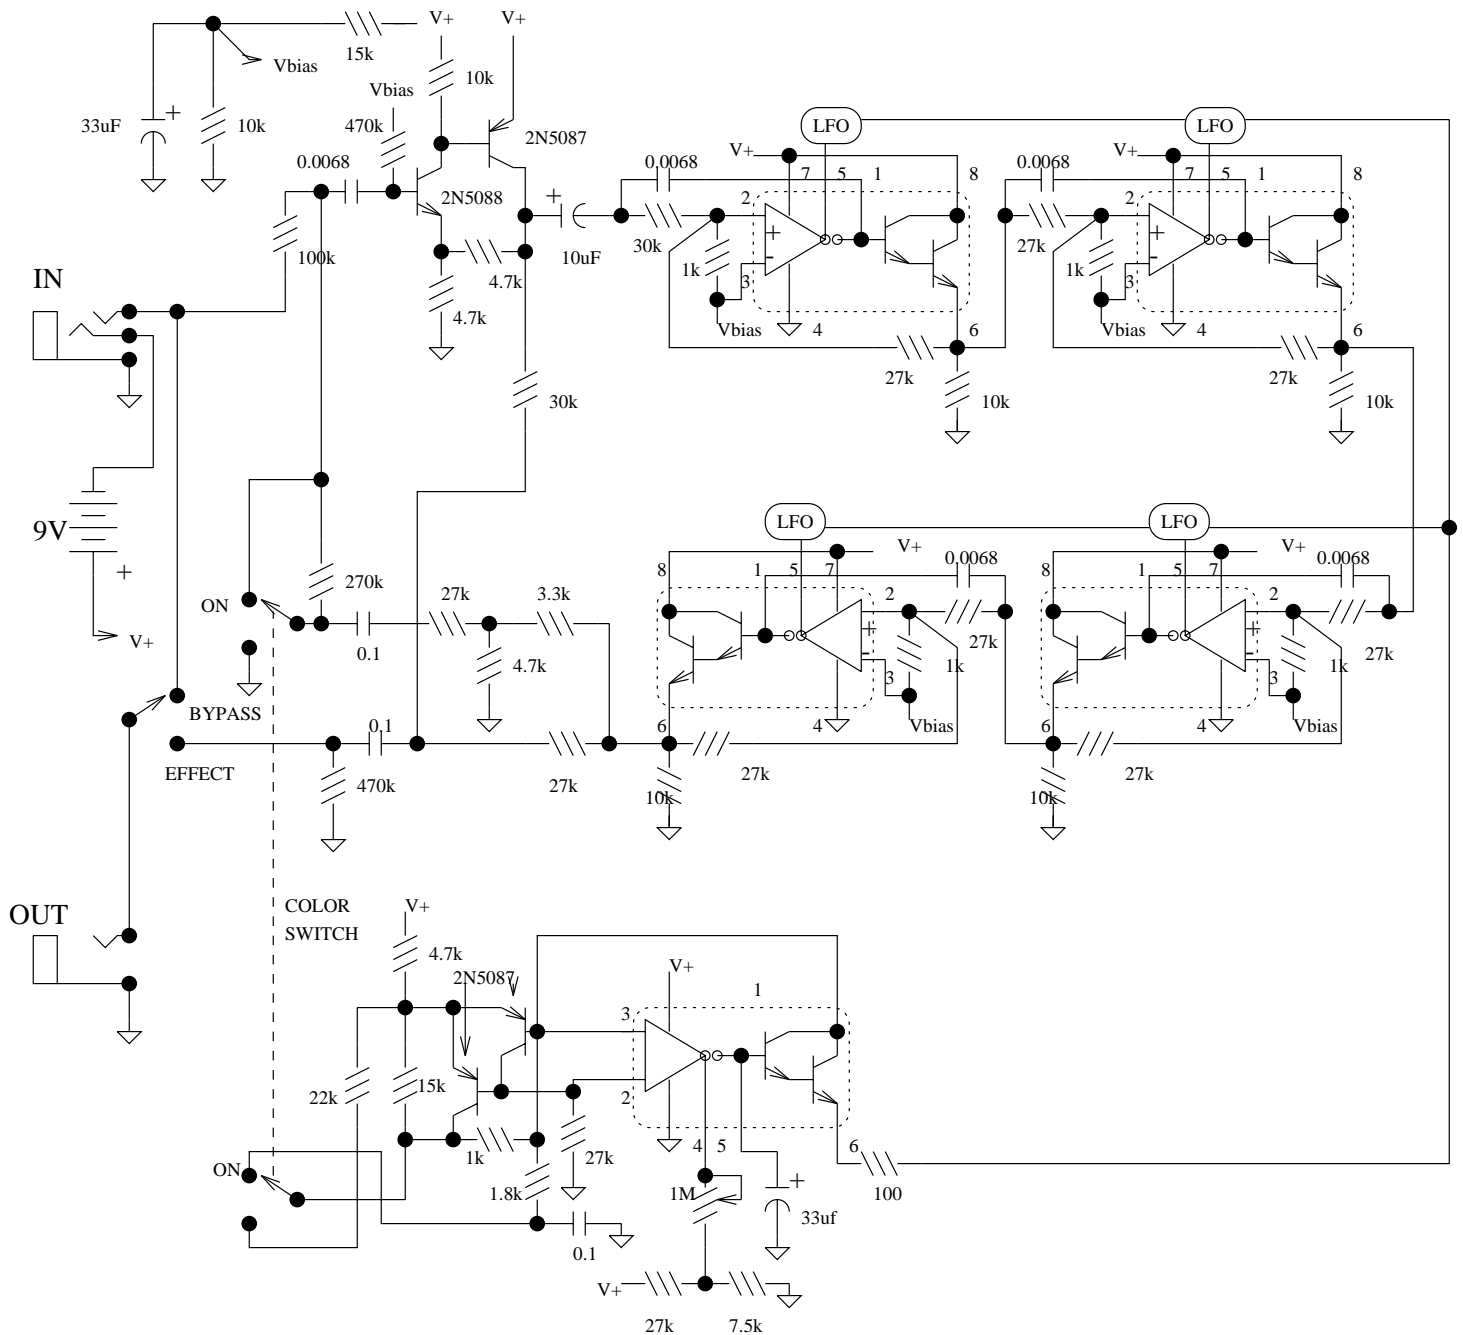 V+
V+
15k
Vbias
10k
Vbias
33uF
+
10k
470k
2N5087
LFO
LFO
0.0068
V+
0.0068
7
5
1
8
V+
0.0068
7
5
1
8
2N5088
+
2
2
100k
4.7k
10uF
30k
1k
+
-
3
27k
1k
+
-
3
IN
4.7k
Vbias
4
6
Vbias
4
6
27k
27k
30k
10k
10k
9V
+
LFO
LFO
V+
V+
8
1
5
7
0.0068
8
1
5
7
0.0068
270k
27k
3.3k
2
2
ON
V+
0.1
4.7k
+
-
27k
1k
3
+
-
27k
1k
3
BYPASS
0.1
6
4
Vbias
6
4
Vbias
EFFECT
470k
27k
10k
27k
10k
27k
COLOR
SWITCH
OUT
V+
4.7k
2N5087
V+
1
3
22k
15k
2
ON
1k
27k
4
5
6
1.8k
1M
+
100
33uf
0.1
V+
27k
7.5k